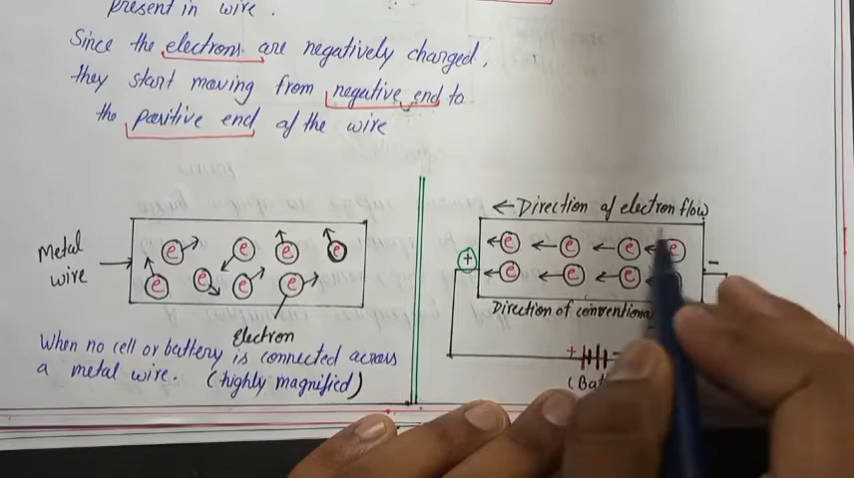 present in wire.
Since the electrons are negatively charged,
they start moving from negative end to
the positive end of the wire
Metal
wire
e e e e
e e e e
Electron
When no cell or battery is connected across
a metal wire. (highly magnified)
← Direction of electron flow
+ e e e e -
e e e
Direction of conventional
+ -
(Bat